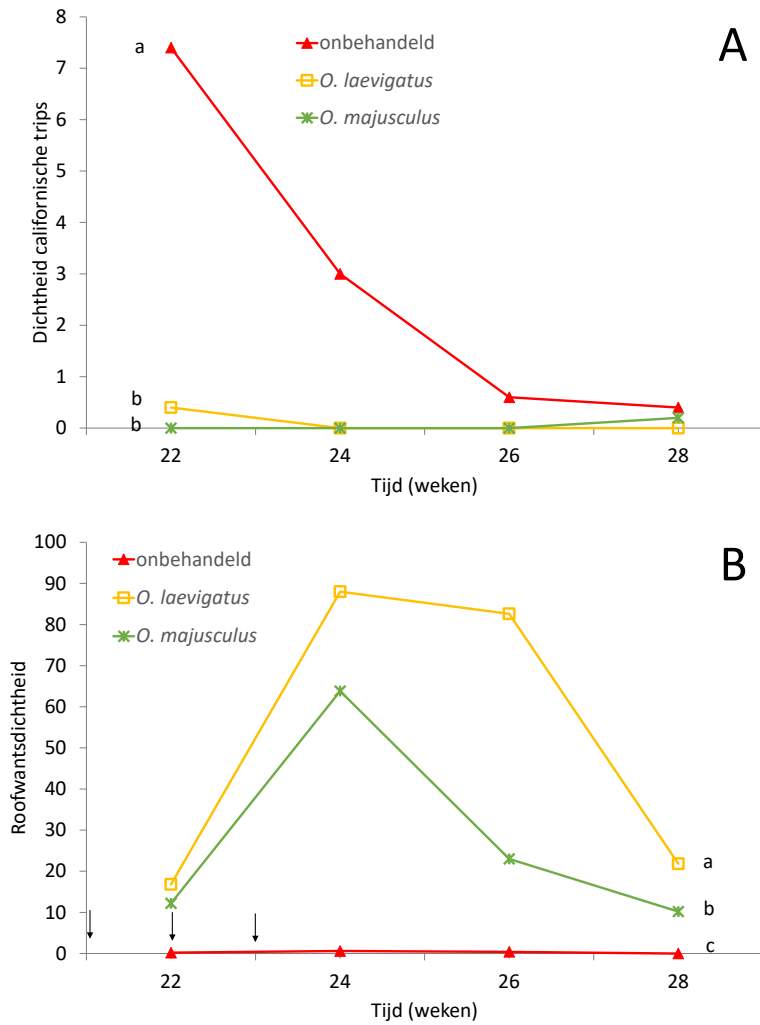 8
7
6
5
4
3
2
1
0
Dichtheid californische trips
a
b
b
onbehandeld
O. laevigatus
O. majusculus
A
22 24 26 28
Tijd (weken)
100
90
80
70
60
50
40
30
20
10
0
Roofwantsdichtheid
onbehandeld
O. laevigatus
O. majusculus
B
a
b
c
22 24 26 28
Tijd (weken)